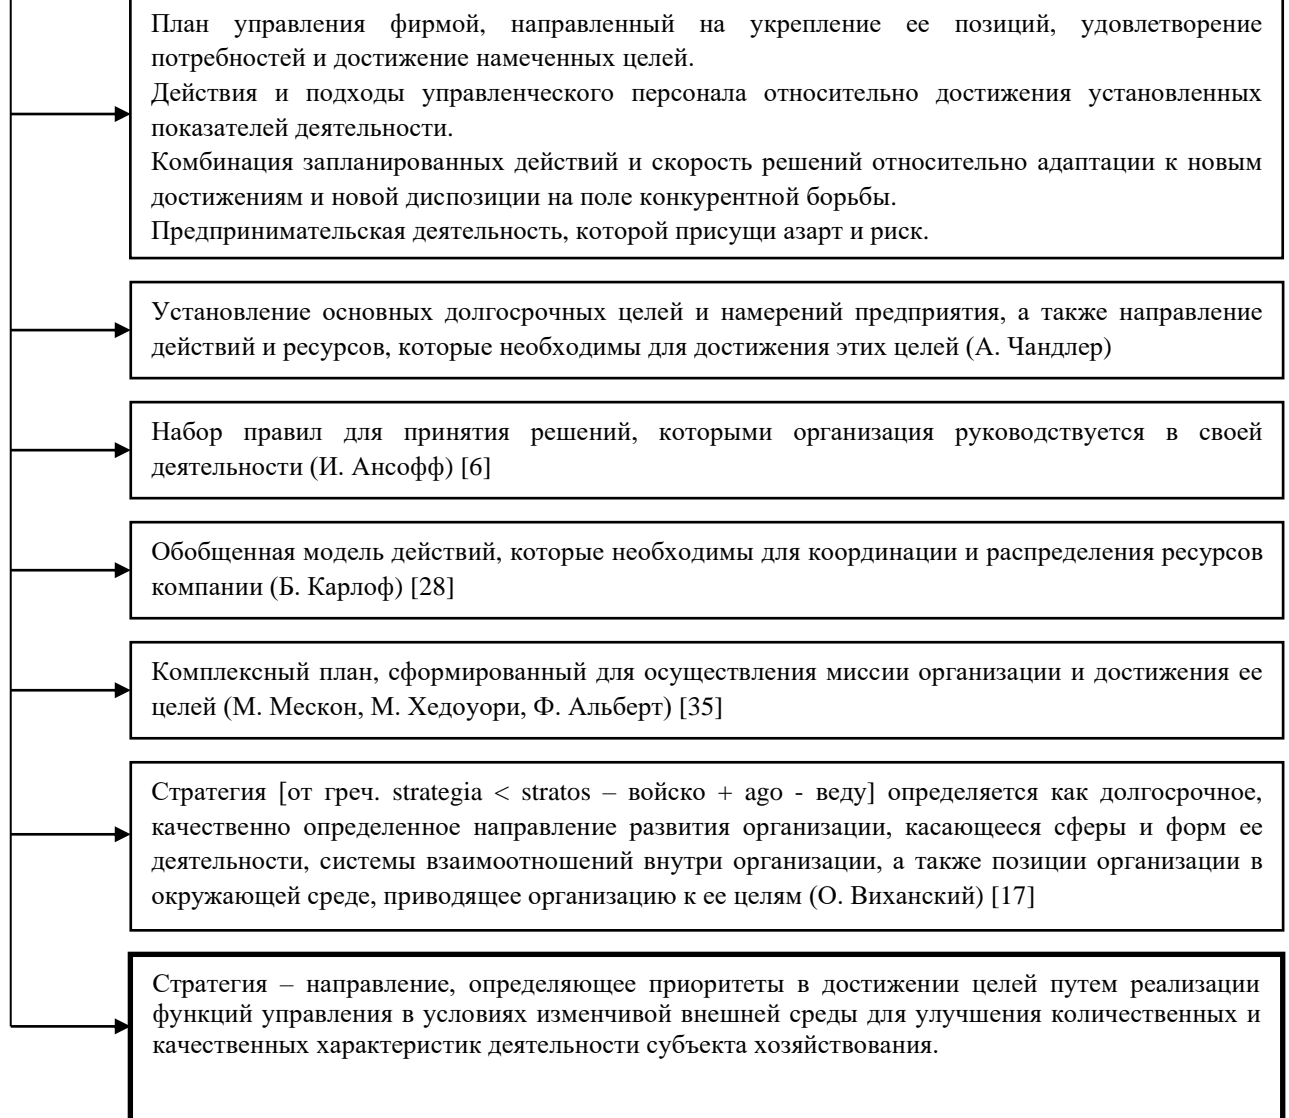 План управления фирмой, направленный на укрепление ее позиций, удовлетворение
потребностей и достижение намеченных целей.
Действия и подходы управленческого персонала относительно достижения установленных
показателей деятельности.
Комбинация запланированных действий и скорость решений относительно адаптации к новым
достижениям и новой диспозиции на поле конкурентной борьбы.
Предпринимательская деятельность, которой присущи азарт и риск.
Установление основных долгосрочных целей и намерений предприятия, а также направление
действий и ресурсов, которые необходимы для достижения этих целей (А. Чандлер)
Набор правил для принятия решений, которыми организация руководствуется в своей
деятельности (И. Ансофф) [6]
Обобщенная модель действий, которые необходимы для координации и распределения ресурсов
компании (Б. Карлоф) [28]
Комплексный план, сформированный для осуществления миссии организации и достижения ее
целей (М. Мескон, М. Хедоуори, Ф. Альберт) [35]
Стратегия [от греч. strategia < stratos – войско + ago - веду] определяется как долгосрочное,
качественно определенное направление развития организации, касающееся сферы и форм ее
деятельности, системы взаимоотношений внутри организации, а также позиции организации в
окружающей среде, приводящее организацию к ее целям (О. Виханский) [17]
Стратегия – направление, определяющее приоритеты в достижении целей путем реализации
функций управления в условиях изменчивой внешней среды для улучшения количественных и
качественных характеристик деятельности субъекта хозяйствования.